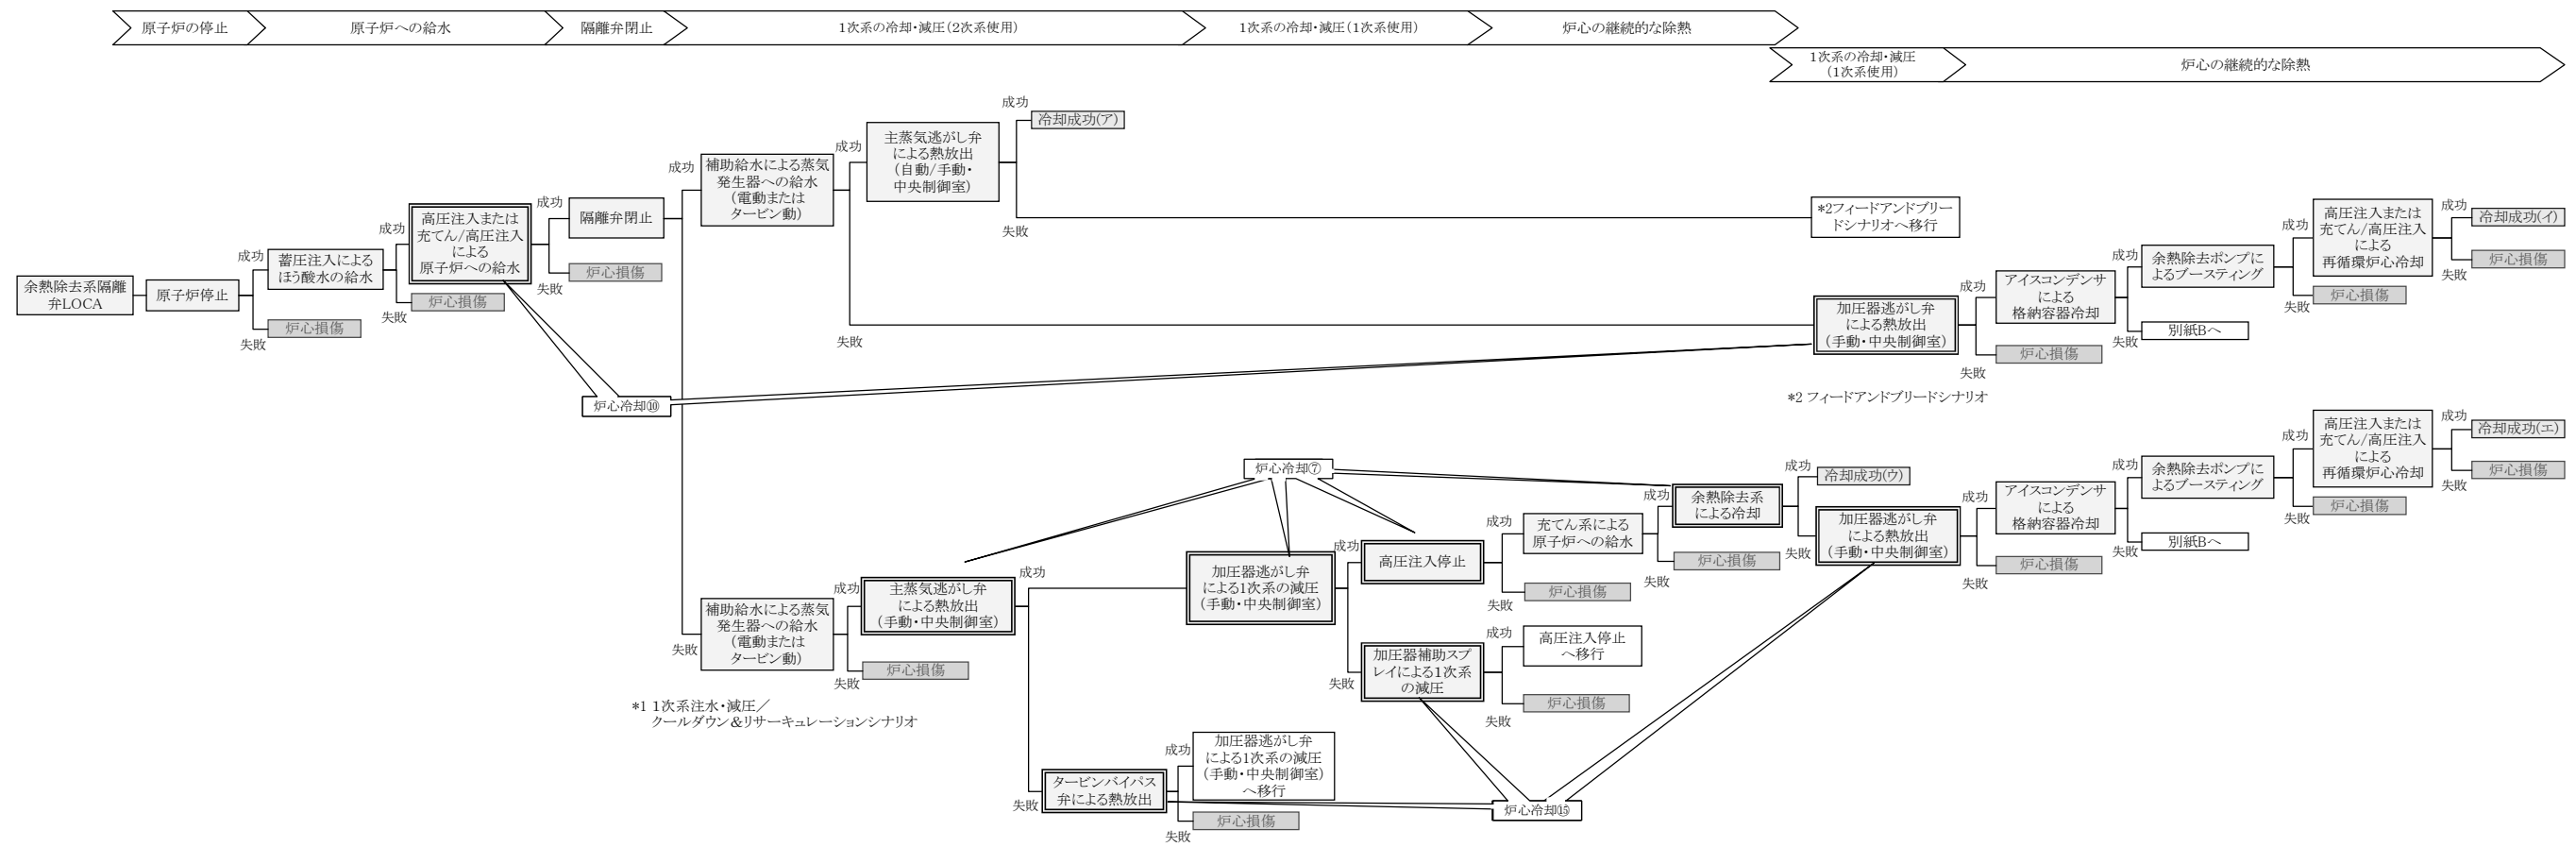 原子炉の停止
原子炉への給水
隔離弁閉止
1次系の冷却・減圧（2次系使用）
1次系の冷却・減圧（1次系使用）
炉心の継続的な除熱
1次系の冷却・減圧
（1次系使用）
炉心の継続的な除熱
余熱除去系隔離
弁LOCA
原子炉停止
成功
失敗
蓄圧注入による
ほう酸水の給水
炉心損傷
成功
失敗
高圧注入または
充てん/高圧注入
による
原子炉への給水
炉心損傷
成功
失敗
隔離弁閉止
炉心損傷
炉心冷却⑩
成功
失敗
補助給水による蒸気
発生器への給水
（電動または
タービン動）
成功
失敗
主蒸気逃がし弁
による熱放出
（自動/手動・
中央制御室）
成功
失敗
冷却成功(ア)
*2フィードアンドブリー
ドシナリオへ移行
加圧器逃がし弁
による熱放出
（手動・中央制御室）
成功
失敗
アイスコンデンサ
による
格納容器冷却
炉心損傷
成功
失敗
余熱除去ポンプに
よるブースティング
別紙Bへ
成功
失敗
高圧注入または
充てん/高圧注入
による
再循環炉心冷却
炉心損傷
成功
失敗
冷却成功(イ)
炉心損傷
*2 フィードアンドブリードシナリオ
補助給水による蒸気
発生器への給水
（電動または
タービン動）
成功
失敗
主蒸気逃がし弁
による熱放出
（手動・中央制御室）
炉心損傷
*1 1次系注水・減圧／
クールダウン＆リサーキュレーションシナリオ
成功
失敗
炉心冷却⑦
加圧器逃がし弁
による1次系の減圧
（手動・中央制御室）
成功
失敗
高圧注入停止
成功
失敗
充てん系による
原子炉への給水
炉心損傷
成功
失敗
余熱除去系
による冷却
炉心損傷
成功
失敗
冷却成功(ウ)
加圧器逃がし弁
による熱放出
（手動・中央制御室）
成功
失敗
アイスコンデンサ
による
格納容器冷却
炉心損傷
成功
失敗
余熱除去ポンプに
よるブースティング
別紙Bへ
成功
失敗
高圧注入または
充てん/高圧注入
による
再循環炉心冷却
炉心損傷
成功
失敗
冷却成功(エ)
炉心損傷
加圧器補助スプ
レイによる1次系
の減圧
成功
失敗
高圧注入停止
へ移行
炉心損傷
タービンバイパス
弁による熱放出
成功
失敗
加圧器逃がし弁
による1次系の減圧
（手動・中央制御室）
へ移行
炉心損傷
炉心冷却⑮